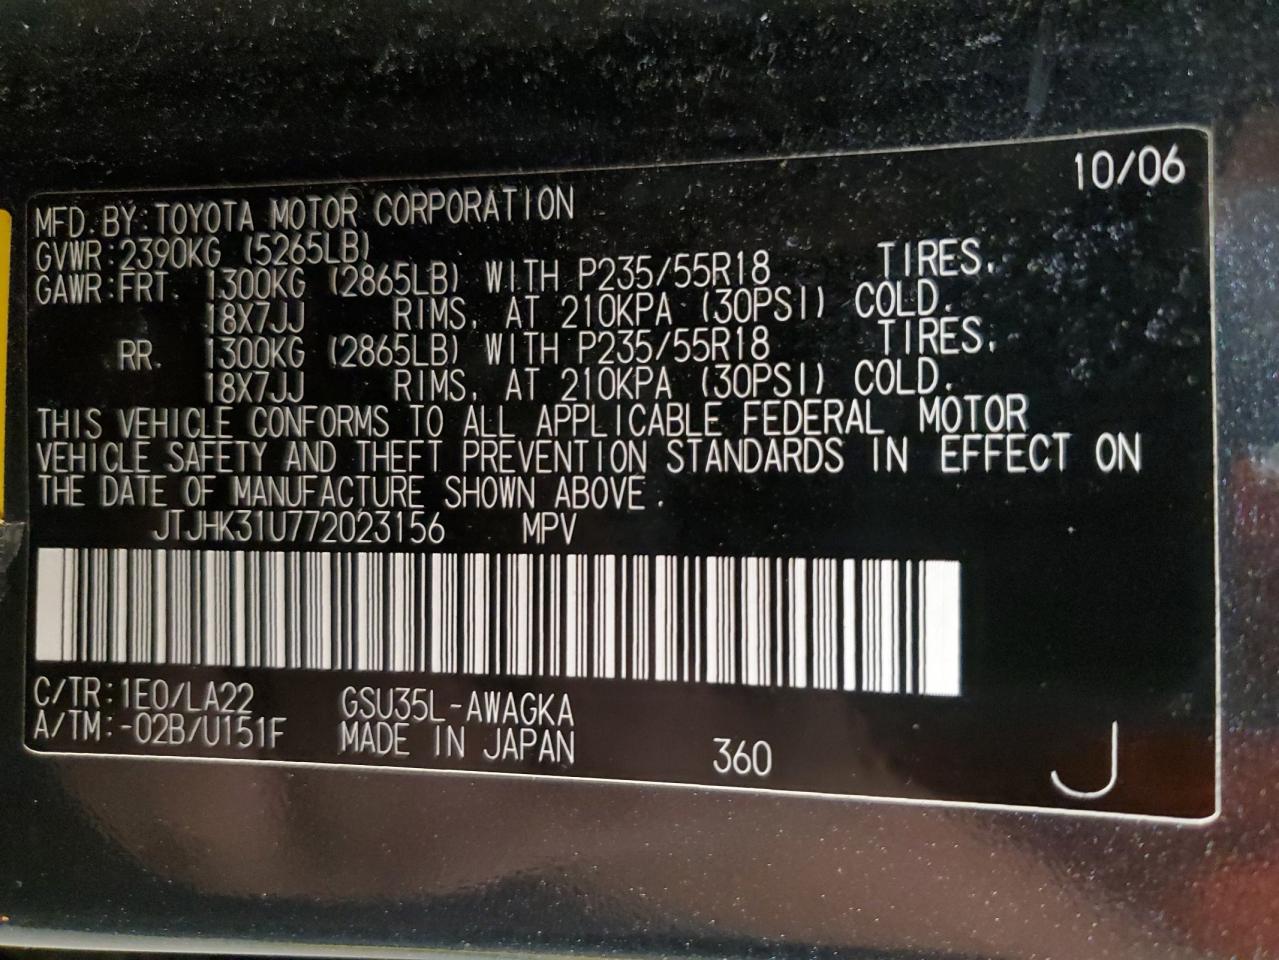 10/06
MFD. BY: TOYOTA MOTOR CORPORATION
GVWR: 2390KG (5265LB)
GAWR: FRT. 1300KG (2865LB) WITH P235/55R18 TIRES,
18X7JJ RIMS, AT 210KPA (30PSI) COLD.
RR. 1300KG (2865LB) WITH P235/55R18 TIRES,
18X7JJ RIMS, AT 210KPA (30PSI) COLD.
THIS VEHICLE CONFORMS TO ALL APPLICABLE FEDERAL MOTOR
VEHICLE SAFETY AND THEFT PREVENTION STANDARDS IN EFFECT ON
THE DATE OF MANUFACTURE SHOWN ABOVE.
JTJHK31U772023156 MPV
C/TR: 1E0/LA22 GSU35L-AWAGKA
A/TM: -02B/U151F MADE IN JAPAN 360 J